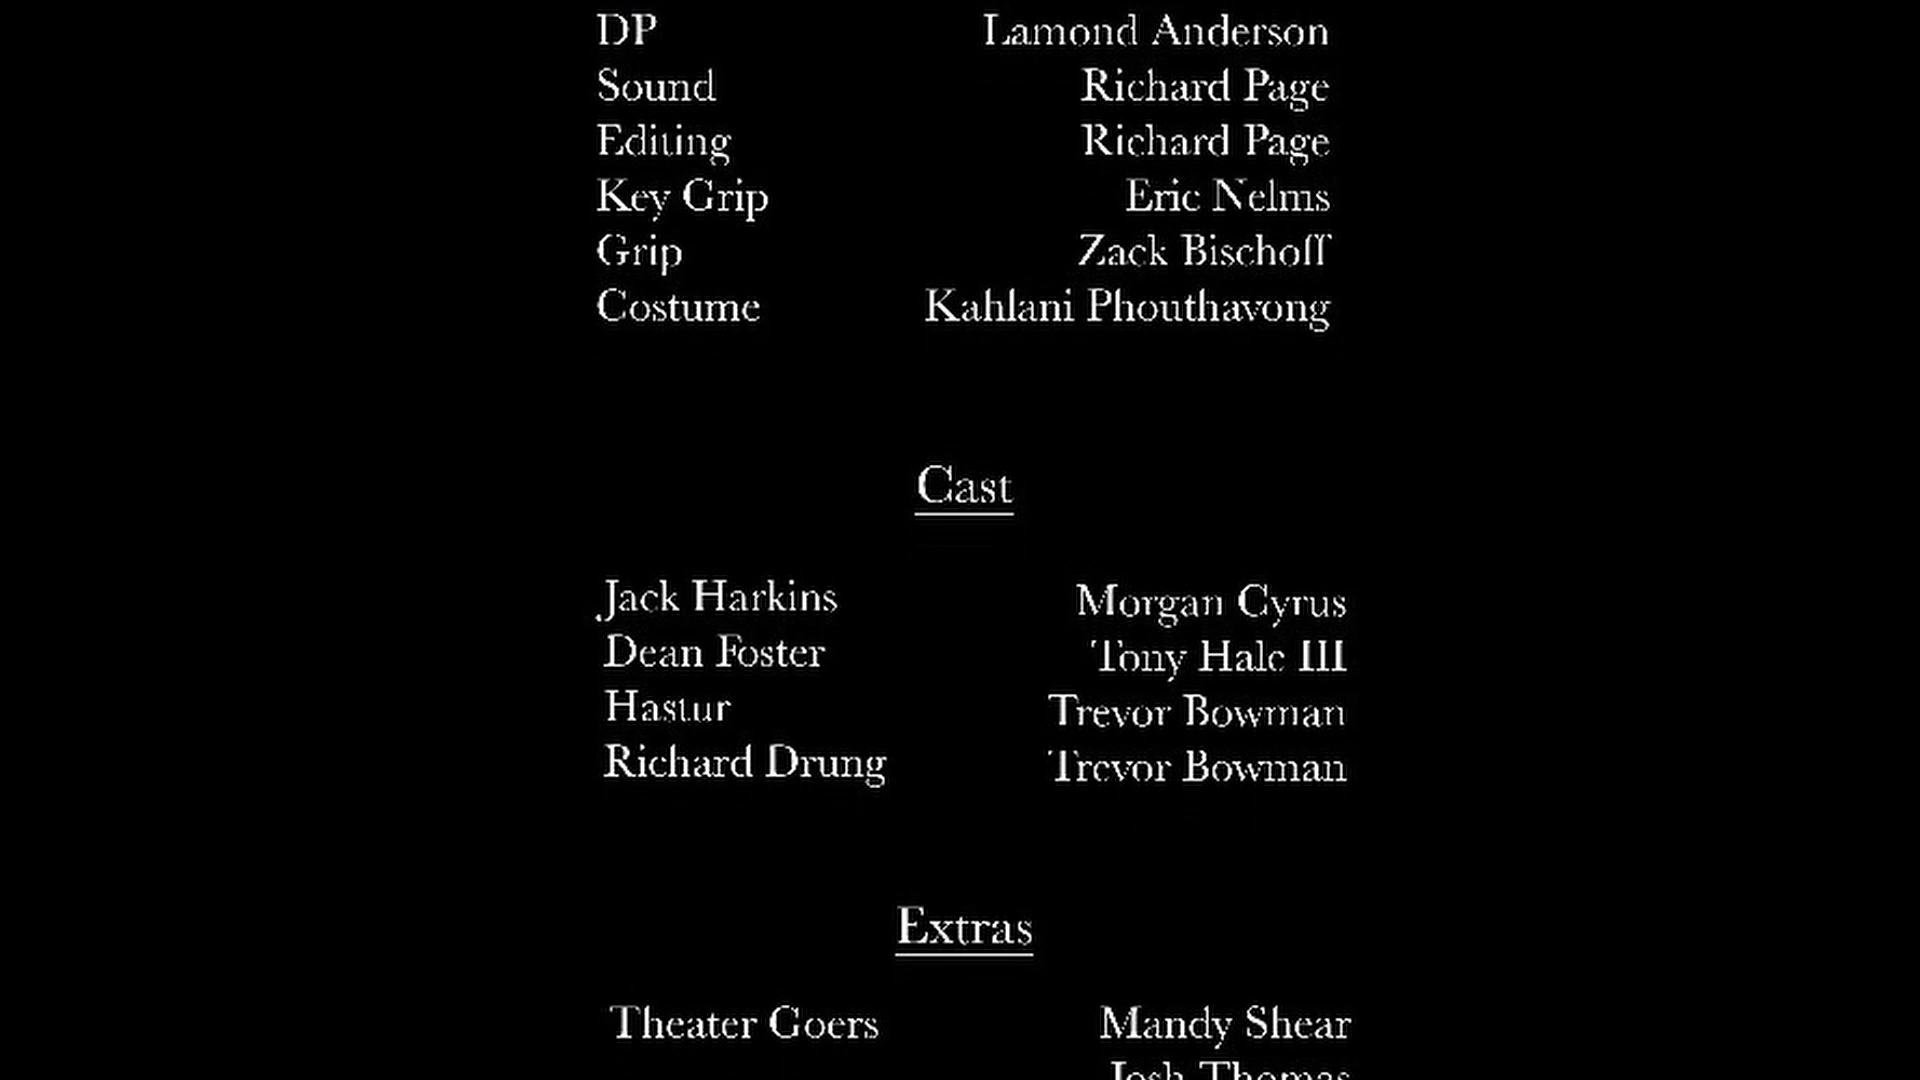 DP Lamond Anderson
Sound Richard Page
Editing Richard Page
Key Grip Eric Nelms
Grip Zack Bischoff
Costume Kahlani Phouthavong
Cast
Jack Harkins Morgan Cyrus
Dean Foster Tony Hale III
Hastur Trevor Bowman
Richard Drung Trevor Bowman
Extras
Theater Goers Mandy Shear
Josh Thomas